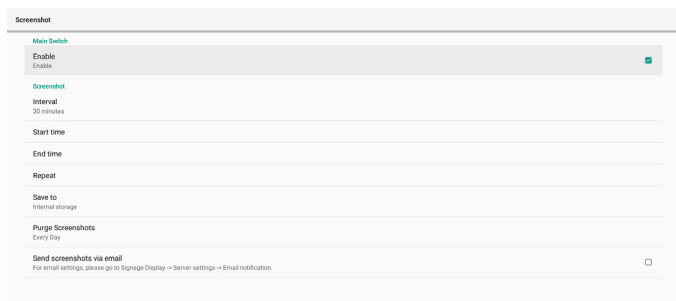 Screenshot
Main Switch
Enable
Enable
Screenshot
Interval
30 minutes
Start time
End time
Repeat
Save to
Internal storage
Purge Screenshots
Every Day
Send screenshots via email
For email settings, please go to Signage Display -> Server settings -> Email notification.